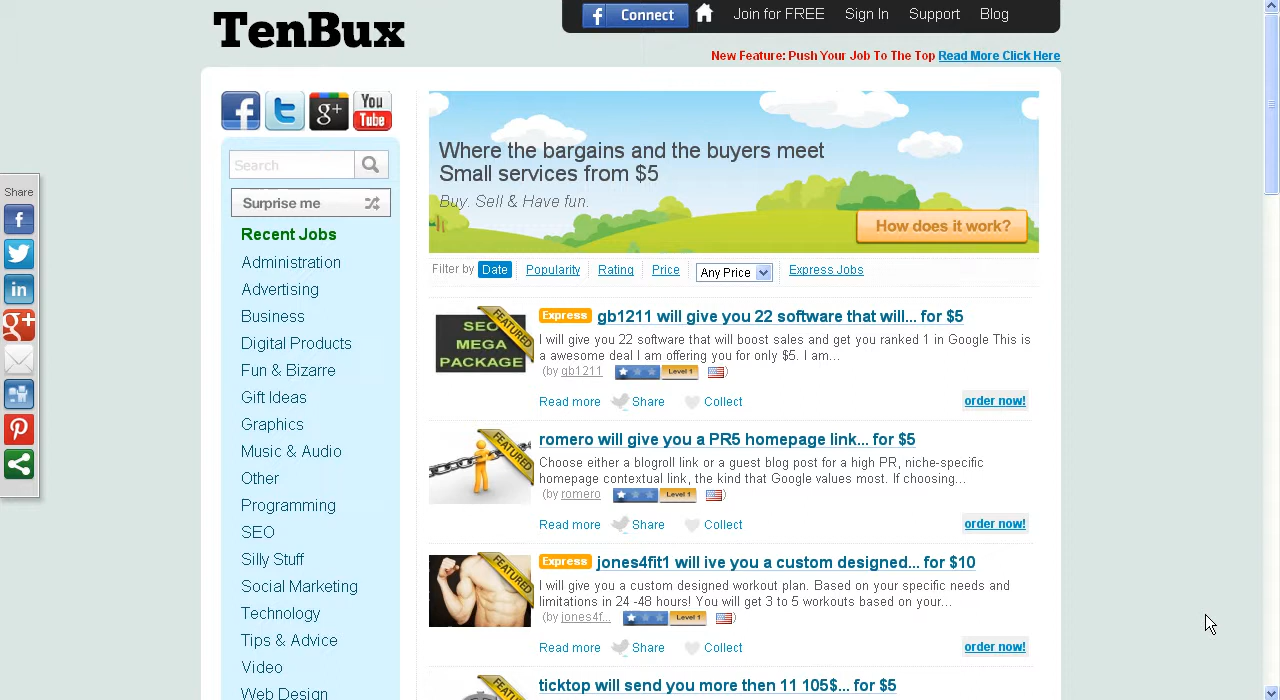 TenBux
f Connect
Join for FREE
Sign In
Support
Blog
New Feature: Push Your Job To The Top Read More Click Here
You Tube
Search
Surprise me
Recent Jobs
Administration
Advertising
Business
Digital Products
Fun & Bizarre
Gift Ideas
Graphics
Music & Audio
Other
Programming
SEO
Silly Stuff
Social Marketing
Technology
Tips & Advice
Video
Web Design
Share
Where the bargains and the buyers meet
Small services from $5
Buy. Sell & Have fun.
How does it work?
Filter by Date Popularity Rating Price Any Price Express Jobs
FEATURED
SEO
MEGA
PACKAGE
Express gb1211 will give you 22 software that will... for $5
I will give you 22 software that will boost sales and get you ranked 1 in Google This is
a awesome deal I am offering you for only $5. I am...
(by gb1211 Level 1 )
Read more Share Collect order now!
FEATURED
romero will give you a PR5 homepage link... for $5
Choose either a blogroll link or a guest blog post for a high PR, niche-specific
homepage contextual link, the kind that Google values most. If choosing...
(by romero Level 1 )
Read more Share Collect order now!
FEATURED
Express jones4fit1 will ive you a custom designed... for $10
I will give you a custom designed workout plan. Based on your specific needs and
limitations in 24 -48 hours! You will get 3 to 5 workouts based on your...
(by jones4f... Level 1 )
Read more Share Collect order now!
ticktop will send you more then 11 105$... for $5